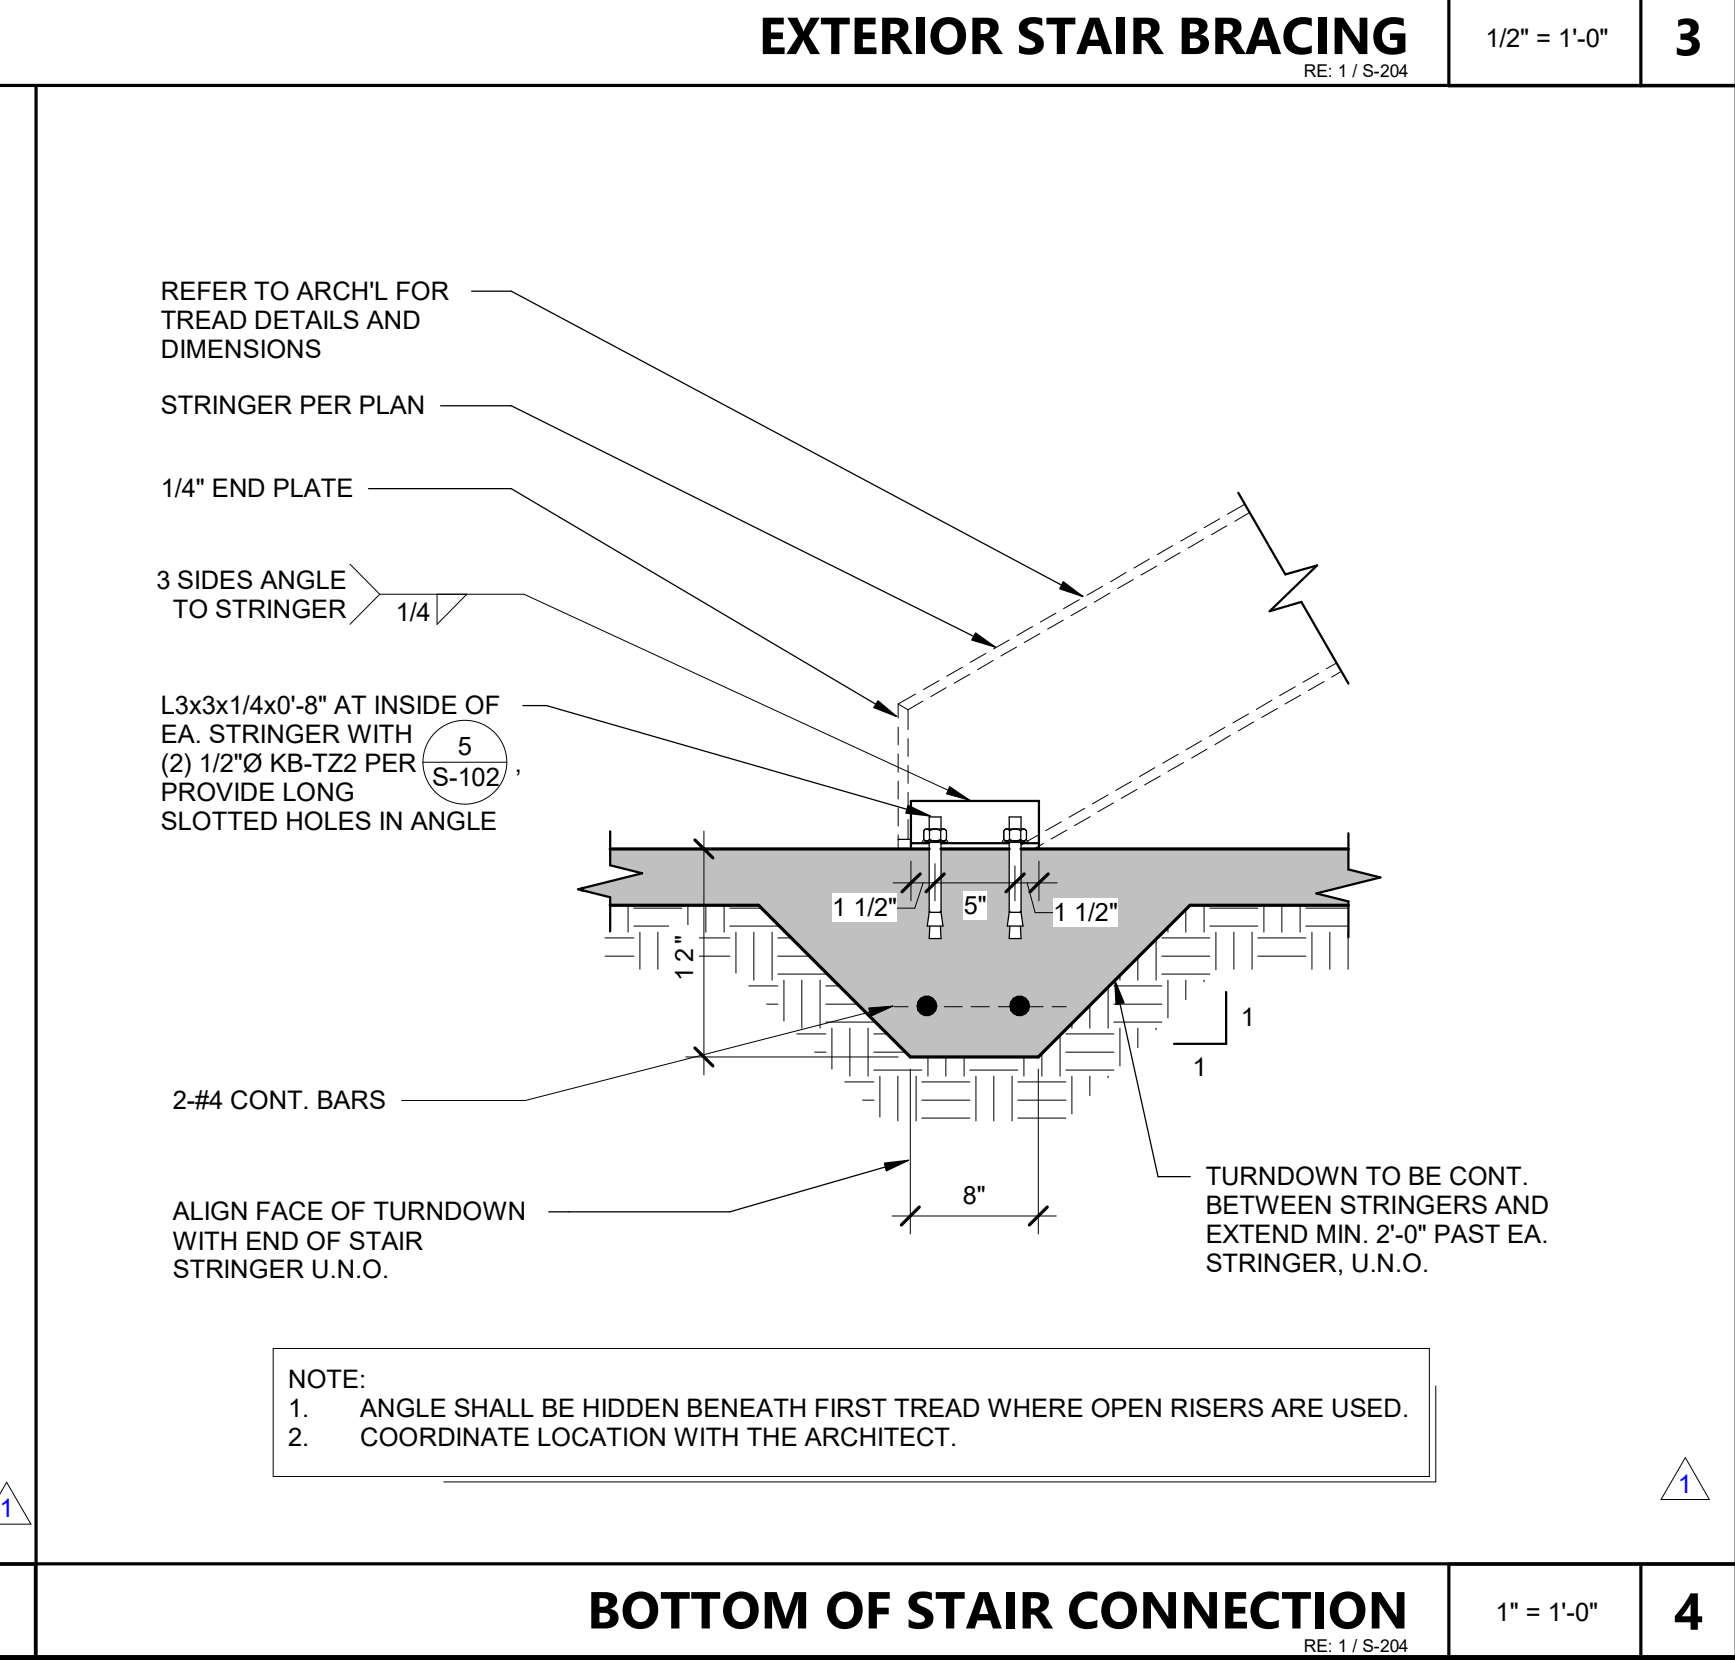 EXTERIOR STAIR BRACING
RE: 1 / S-204
1/2" = 1'-0"
3
REFER TO ARCH'L FOR
TREAD DETAILS AND
DIMENSIONS
STRINGER PER PLAN
1/4" END PLATE
3 SIDES ANGLE
TO STRINGER
1/4
L3x3x1/4x0'-8" AT INSIDE OF
EA. STRINGER WITH
(2) 1/2"Ø KB-TZ2 PER
5
S-102
,
PROVIDE LONG
SLOTTED HOLES IN ANGLE
1 1/2"
5"
1 1/2"
12"
1
1
2-#4 CONT. BARS
ALIGN FACE OF TURNDOWN
WITH END OF STAIR
STRINGER U.N.O.
8"
TURNDOWN TO BE CONT.
BETWEEN STRINGERS AND
EXTEND MIN. 2'-0" PAST EA.
STRINGER, U.N.O.
NOTE:
1. ANGLE SHALL BE HIDDEN BENEATH FIRST TREAD WHERE OPEN RISERS ARE USED.
2. COORDINATE LOCATION WITH THE ARCHITECT.
1
1
BOTTOM OF STAIR CONNECTION
RE: 1 / S-204
1" = 1'-0"
4